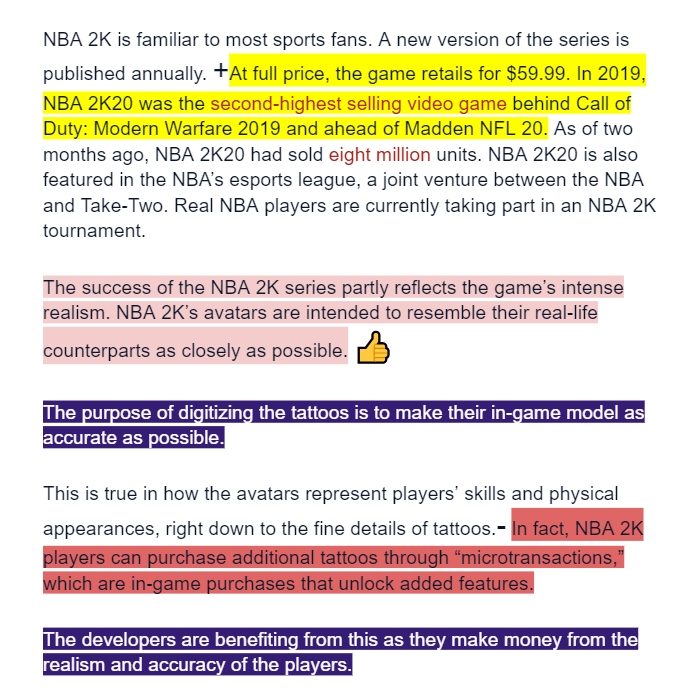 NBA 2K is familiar to most sports fans. A new version of the series is
published annually. +At full price, the game retails for $59.99. In 2019,
NBA 2K20 was the second-highest selling video game behind Call of
Duty: Modern Warfare 2019 and ahead of Madden NFL 20. As of two
months ago, NBA 2K20 had sold eight million units. NBA 2K20 is also
featured in the NBA’s esports league, a joint venture between the NBA
and Take-Two. Real NBA players are currently taking part in an NBA 2K
tournament.
The success of the NBA 2K series partly reflects the game’s intense
realism. NBA 2K’s avatars are intended to resemble their real-life
counterparts as closely as possible. 👍
The purpose of digitizing the tattoos is to make their in-game model as
accurate as possible.
This is true in how the avatars represent players’ skills and physical
appearances, right down to the fine details of tattoos.- In fact, NBA 2K
players can purchase additional tattoos through “microtransactions,”
which are in-game purchases that unlock added features.
The developers are benefiting from this as they make money from the
realism and accuracy of the players.